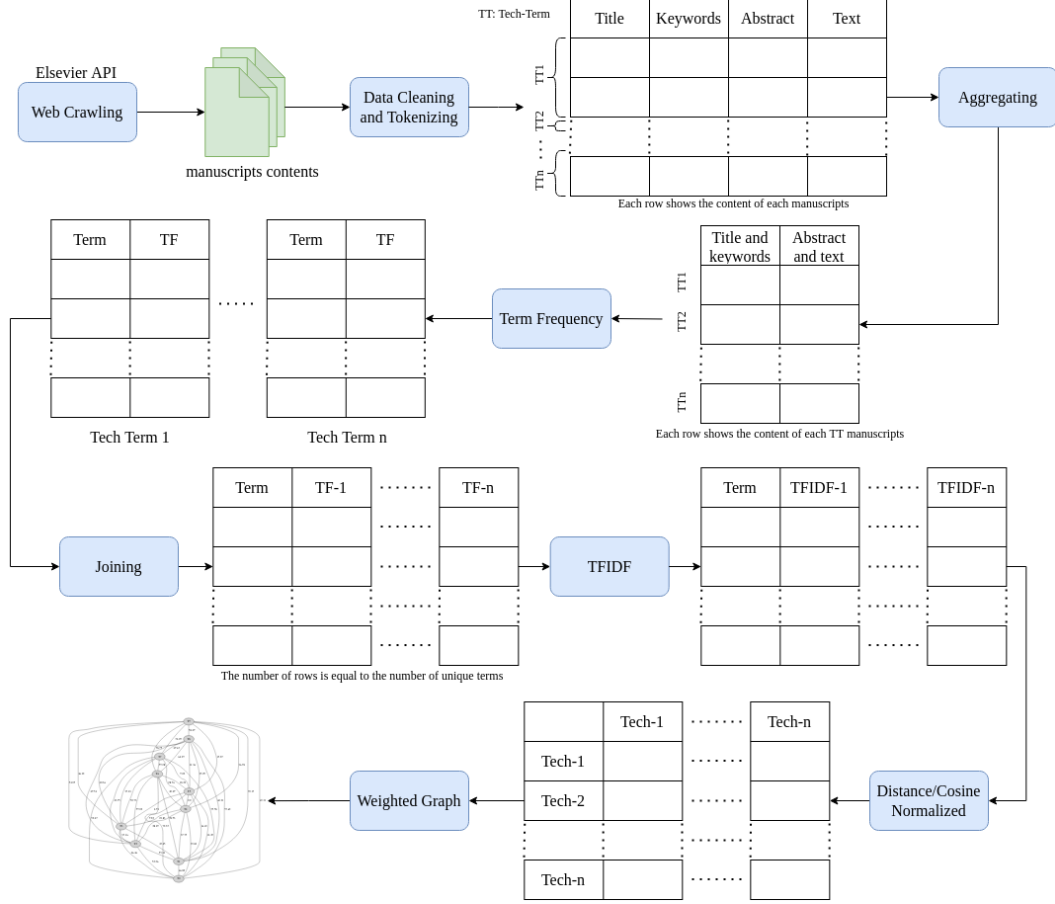 TT: Tech-Term
Title
Keywords
Abstract
Text
Elsevier API
Web Crawling
Data Cleaning
and Tokenizing
TT1
TT2
TTn
Aggregating
manuscripts contents
Each row shows the content of each manuscripts
Term
TF
Term
TF
Title and
keywords
Abstract
and text
TT1
TT2
TTn
Term Frequency
Tech Term 1
Tech Term n
Each row shows the content of each TT manuscripts
Term
TF-1
TF-n
Term
TFIDF-1
TFIDF-n
Joining
TFIDF
The number of rows is equal to the number of unique terms
Tech-1
Tech-n
Tech-1
Tech-2
Tech-n
Weighted Graph
Distance/Cosine
Normalized